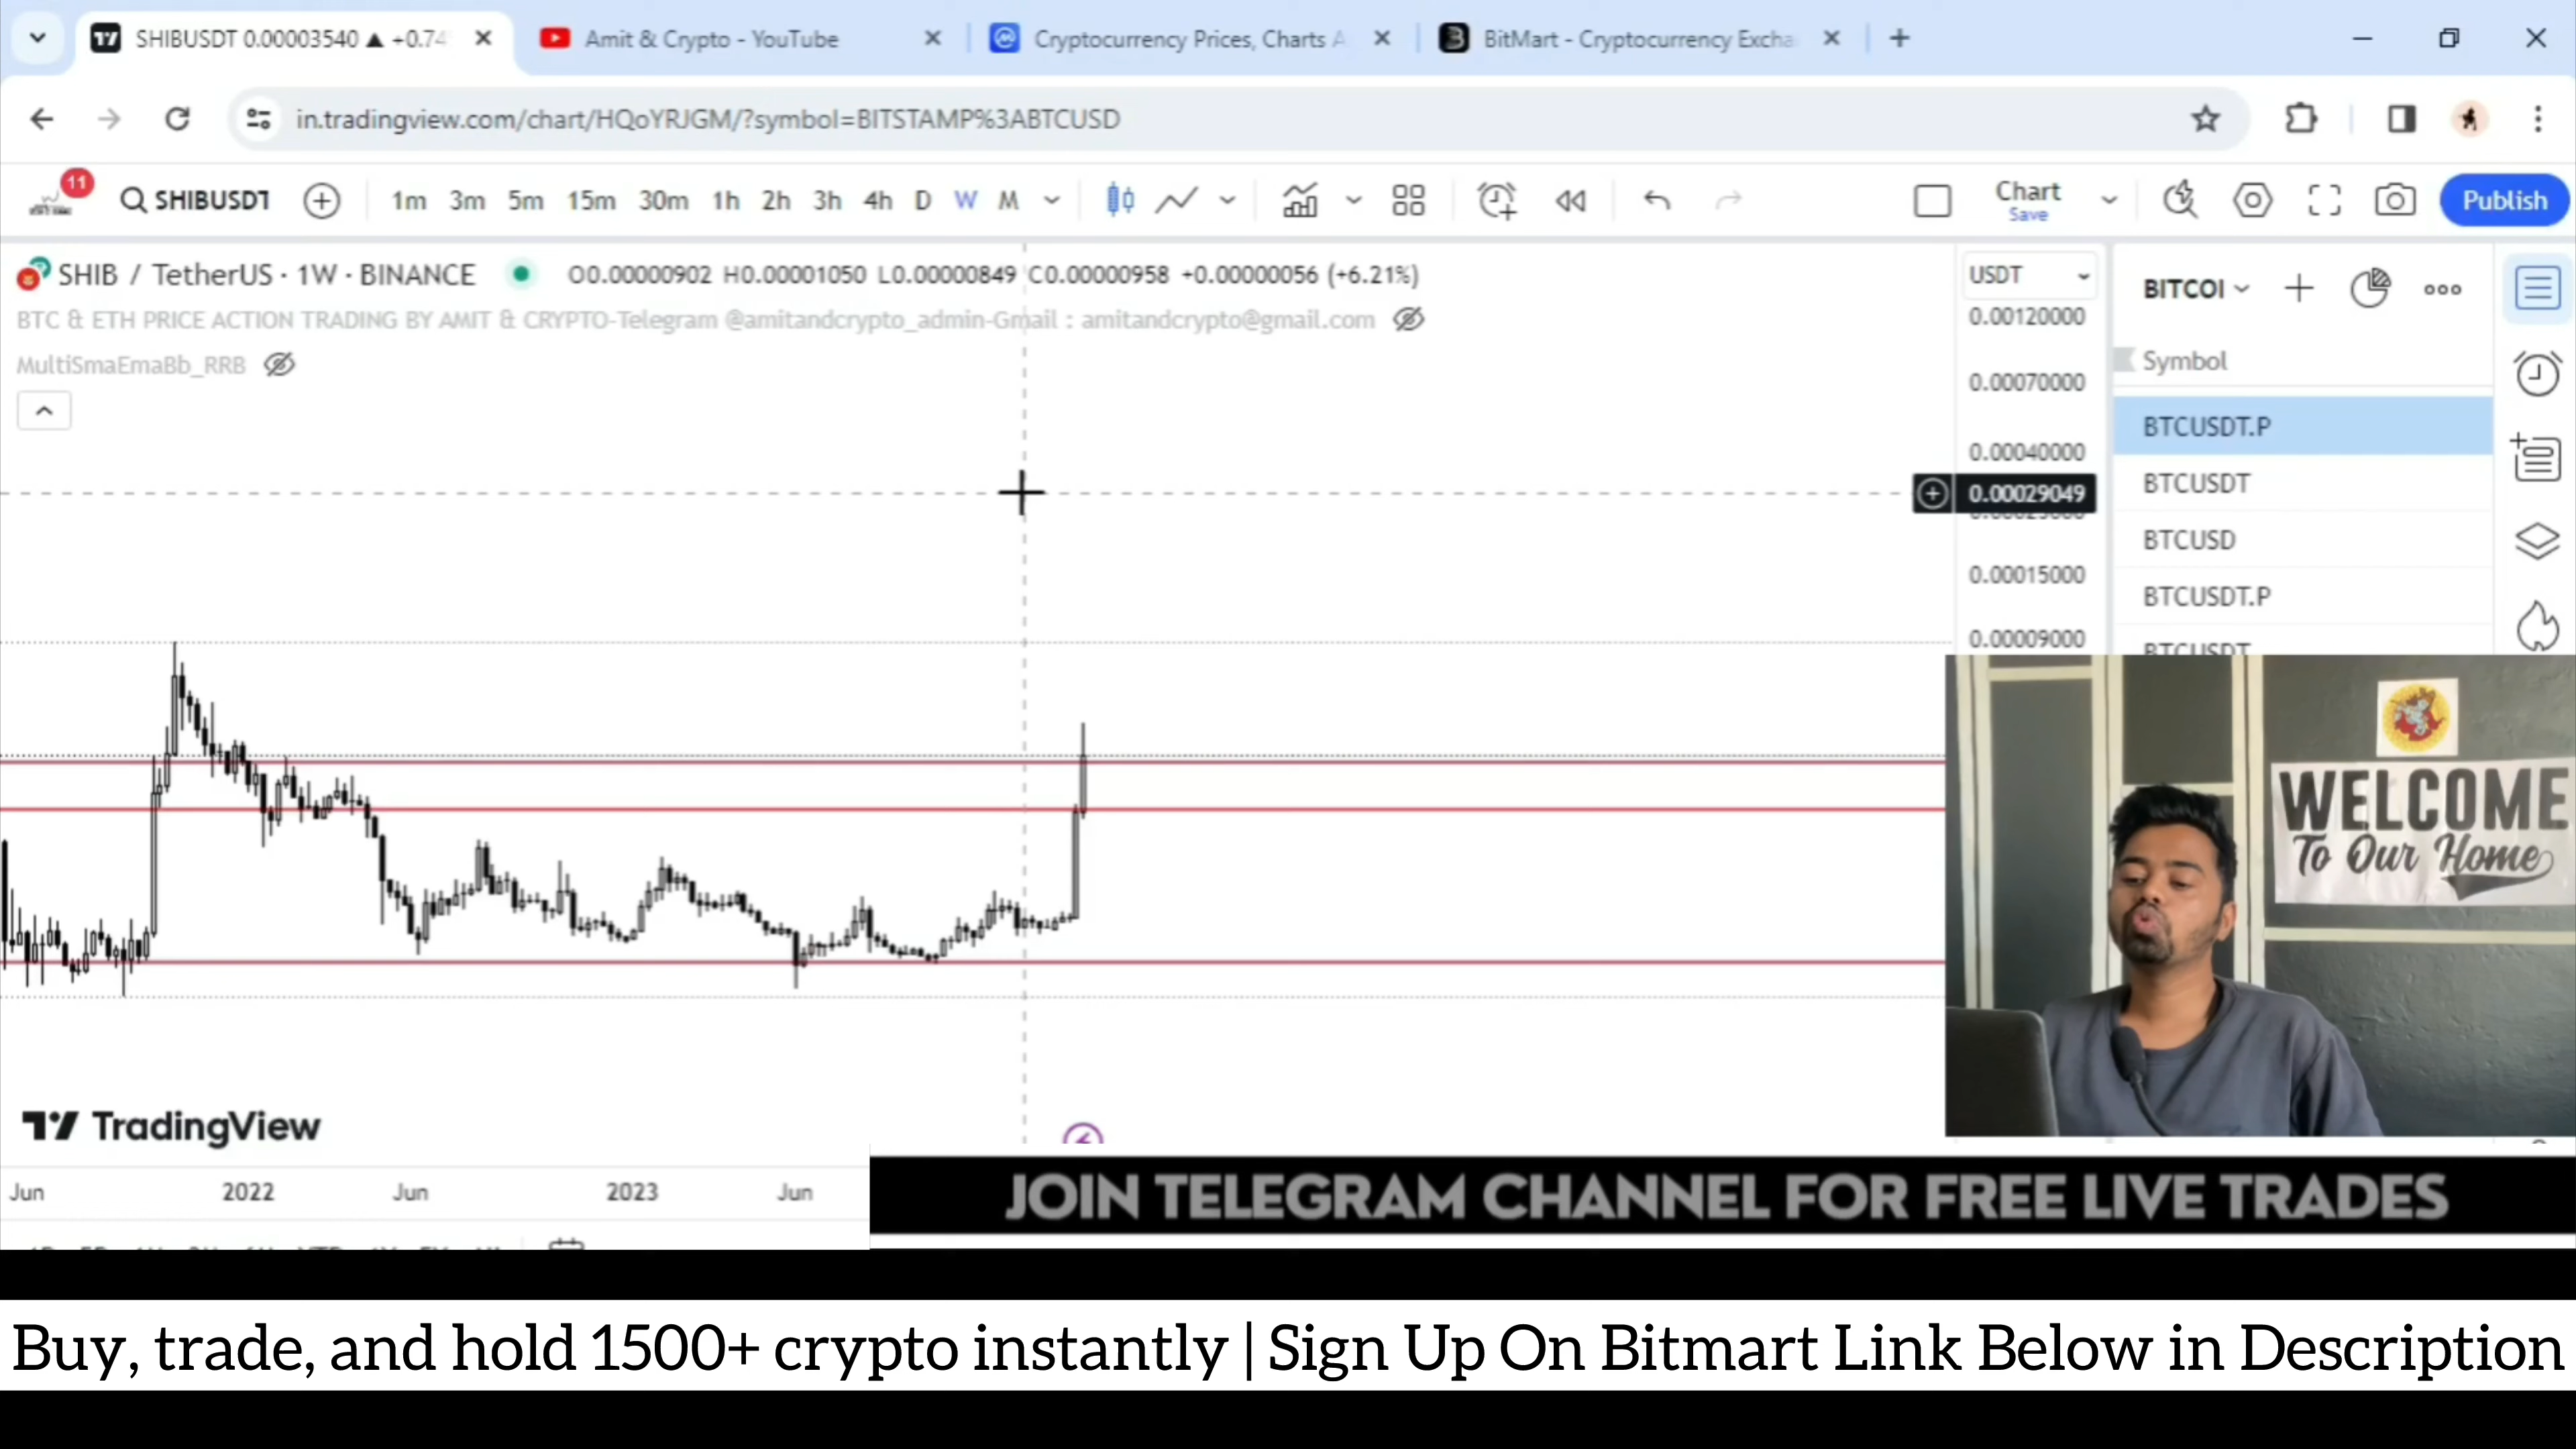 SHIBUSDT 0.00003540 ▲ +0.74
Amit & Crypto - YouTube
Cryptocurrency Prices, Charts A
BitMart - Cryptocurrency Excha
in.tradingview.com/chart/HQoYRJGM/?symbol=BITSTAMP%3ABTCUSD
11
SHIBUSDT
1m 3m 5m 15m 30m 1h 2h 3h 4h D W M
Chart
Save
Publish
SHIB / TetherUS · 1W · BINANCE
O0.00000902 H0.00001050 L0.00000849 C0.00000958 +0.00000056 (+6.21%)
BTC & ETH PRICE ACTION TRADING BY AMIT & CRYPTO-Telegram @amitandcrypto_admin-Gmail : amitandcrypto@gmail.com
MultiSmaEmaBb_RRB
USDT
0.00120000
0.00070000
0.00040000
0.00029049
0.00015000
0.00009000
BITCOI
Symbol
BTCUSDT.P
BTCUSDT
BTCUSD
BTCUSDT.P
BTCUSDT
WELCOME
To Our Home
TradingView
Jun 2022 Jun 2023 Jun
JOIN TELEGRAM CHANNEL FOR FREE LIVE TRADES
Buy, trade, and hold 1500+ crypto instantly | Sign Up On Bitmart Link Below in Description